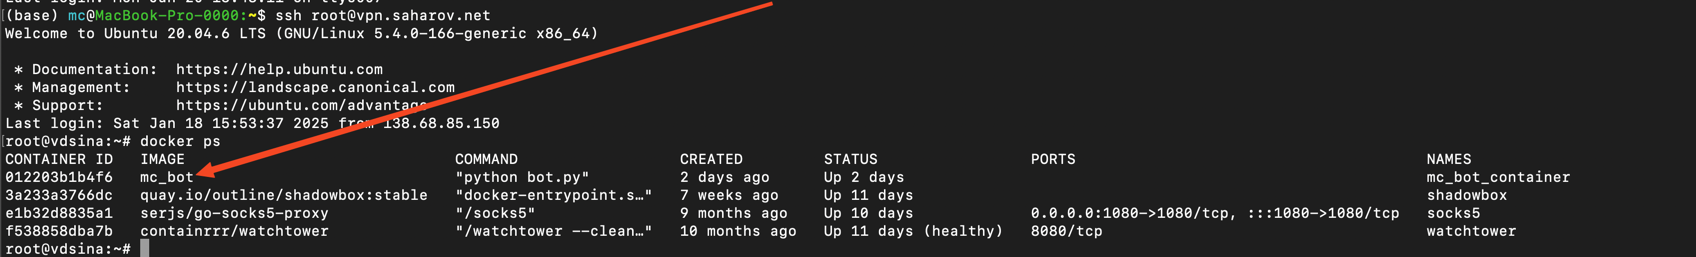 (base) mc@MacBook-Pro-0000:~$ ssh root@vpn.saharov.net
Welcome to Ubuntu 20.04.6 LTS (GNU/Linux 5.4.0-166-generic x86_64)
* Documentation:  https://help.ubuntu.com
* Management:     https://landscape.canonical.com
* Support:        https://ubuntu.com/advantage
Last login: Sat Jan 18 15:53:37 2025 from 138.68.85.150
root@vdsina:~# docker ps
CONTAINER ID   IMAGE                             COMMAND                  CREATED         STATUS                 PORTS                                       NAMES
012203b1b4f6   mc_bot                            "python bot.py"          2 days ago      Up 2 days                                                          mc_bot_container
3a233a3766dc   quay.io/outline/shadowbox:stable   "docker-entrypoint.s…"   7 weeks ago     Up 11 days                                                         shadowbox
e1b32d8835a1   serjs/go-socks5-proxy             "/socks5"                9 months ago    Up 10 days             0.0.0.0:1080->1080/tcp, :::1080->1080/tcp   socks5
f538858dba7b   containrrr/watchtower             "/watchtower --clean…"   10 months ago   Up 11 days (healthy)   8080/tcp                                    watchtower
root@vdsina:~#